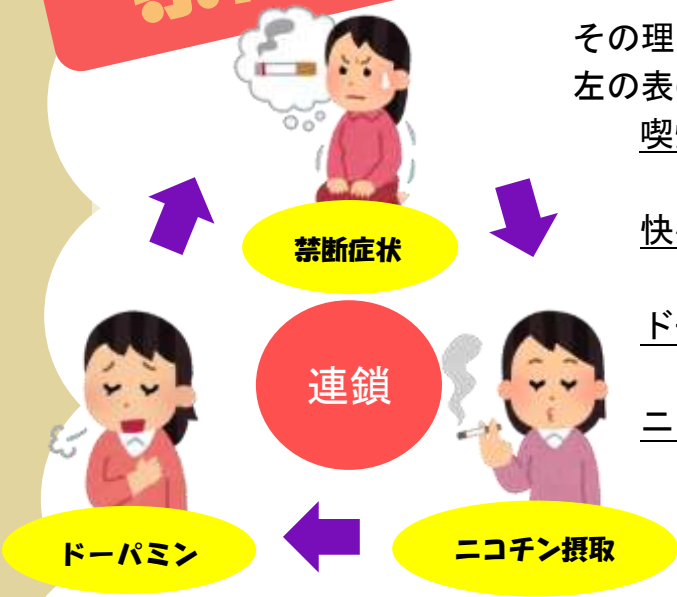 その理
左の表
喫
快
ド
ニ
禁断症状
連鎖
ドーパミン
ニコチン摂取